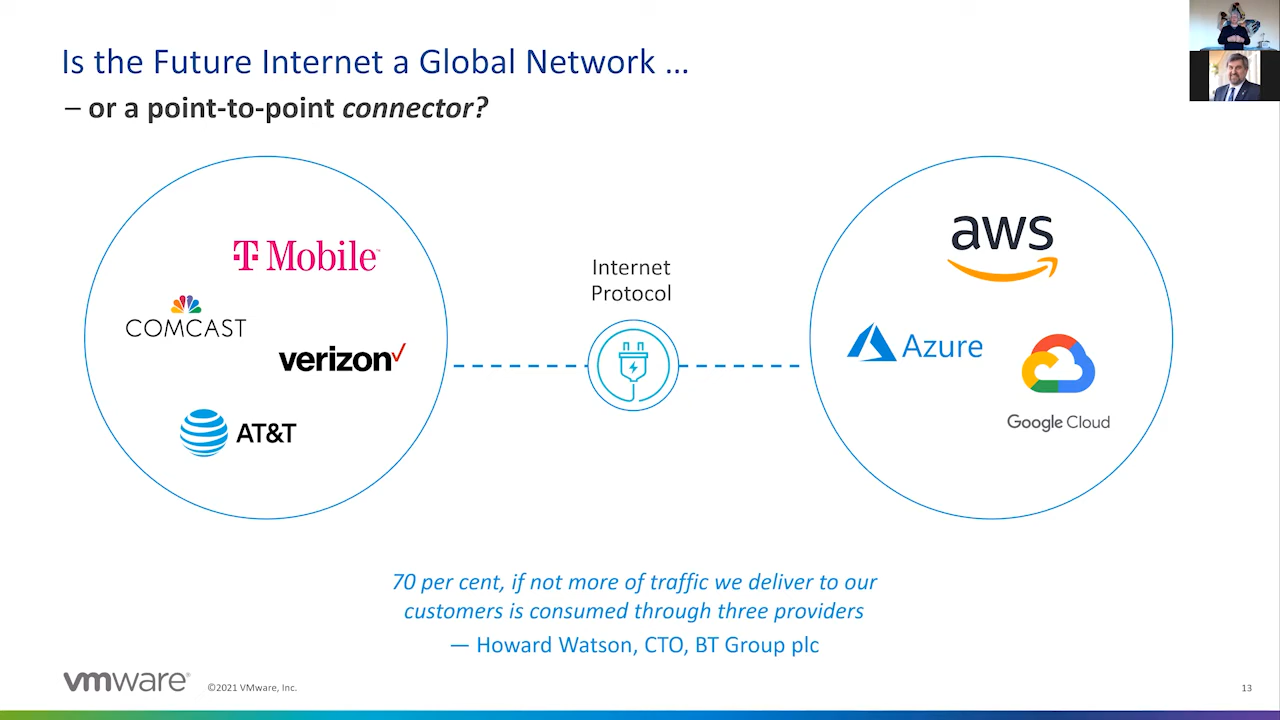 Is the Future Internet a Global Network …
– or a point-to-point connector?
T Mobile™
COMCAST
verizon✓
AT&T
Internet
Protocol
aws
Azure
Google Cloud
70 per cent, if not more of traffic we deliver to our
customers is consumed through three providers
— Howard Watson, CTO, BT Group plc
vmware®
©2021 VMware, Inc.
13